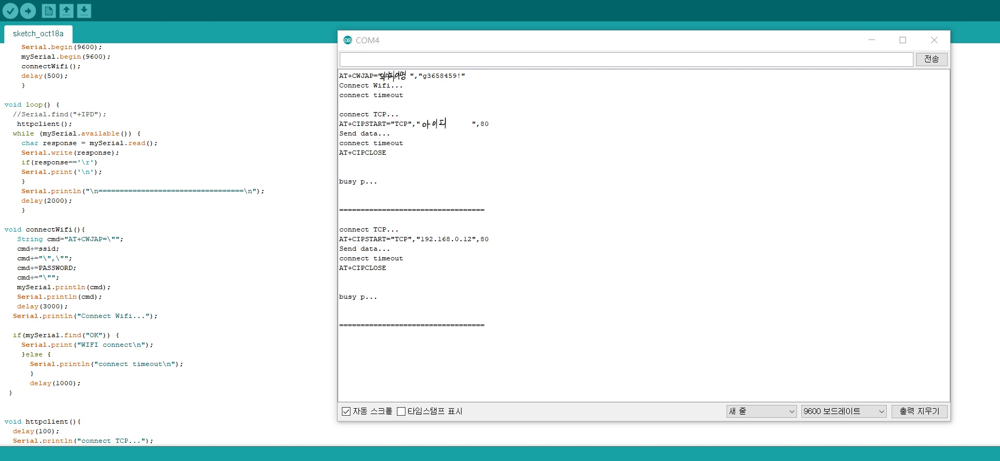 sketch_oct18a
Serial.begin(9600);
mySerial.begin(9600);
connectWifi();
delay(500);
}
void loop() {
//Serial.find("+IPD");
httpclient();
while (mySerial.available()) {
char response = mySerial.read();
Serial.write(response);
if(response=='\r')
Serial.print('\n');
}
Serial.println("\n==================================\n");
delay(2000);
}
void connectWifi(){
String cmd="AT+CWJAP=\"";
cmd+=ssid;
cmd+="\",\"";
cmd+=PASSWORD;
cmd+="\"";
mySerial.println(cmd);
Serial.println(cmd);
delay(3000);
Serial.println("Connect Wifi...");
if(mySerial.find("OK")) {
Serial.print("WIFI connect\n");
}else {
Serial.println("connect timeout\n");
}
delay(1000);
}
void httpclient(){
delay(100);
Serial.println("connect TCP...");
COM4
전송
AT+CWJAP="와이파이명 ","g3658459!"
Connect Wifi...
connect timeout
connect TCP...
AT+CIPSTART="TCP","아이피 ",80
Send data...
connect timeout
AT+CIPCLOSE
busy p...
==================================
connect TCP...
AT+CIPSTART="TCP","192.168.0.12",80
Send data...
connect timeout
AT+CIPCLOSE
busy p...
==================================
자동 스크롤 타임스탬프 표시 새 줄 9600 보드레이트 출력 지우기